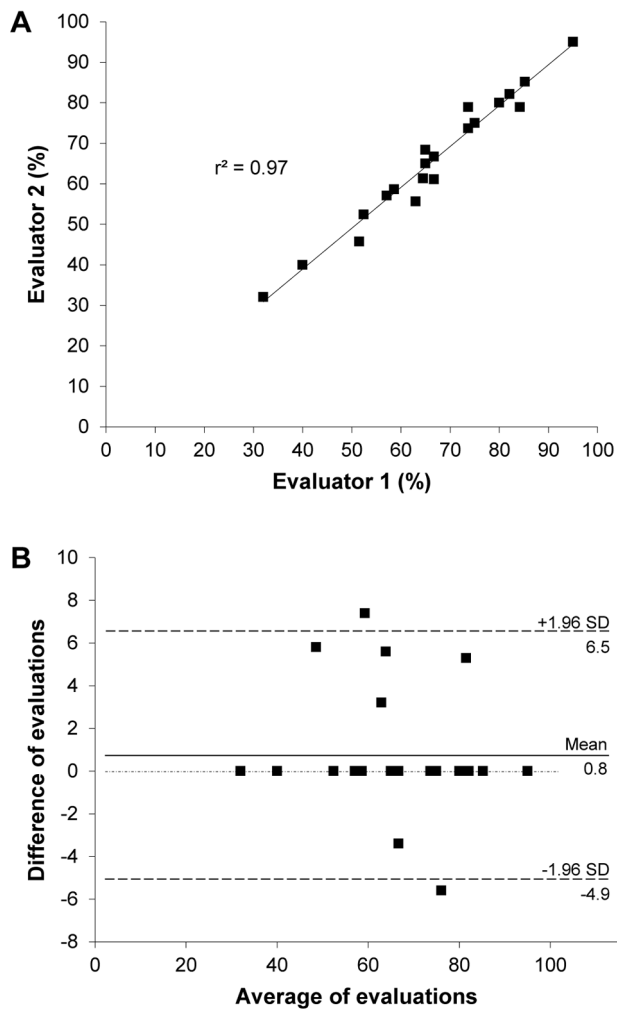 A
100
90
80
70
60
50
40
30
20
10
0
Evaluator 2 (%)
r² = 0.97
0 10 20 30 40 50 60 70 80 90 100
Evaluator 1 (%)
B
10
8
6
4
2
0
-2
-4
-6
-8
Difference of evaluations
+1.96 SD
6.5
Mean
0.8
-1.96 SD
-4.9
0 20 40 60 80 100
Average of evaluations